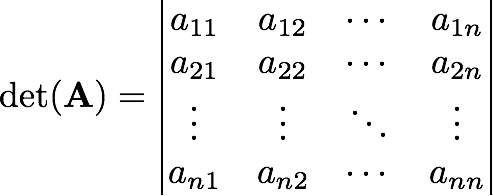 a₁₁ a₁₂ ⋯ a₁ₙ
a₂₁ a₂₂ ⋯ a₂ₙ
det(𝐀) = | ⋮ ⋮ ⋱ ⋮ |
aₙ₁ aₙ₂ ⋯ aₙₙ